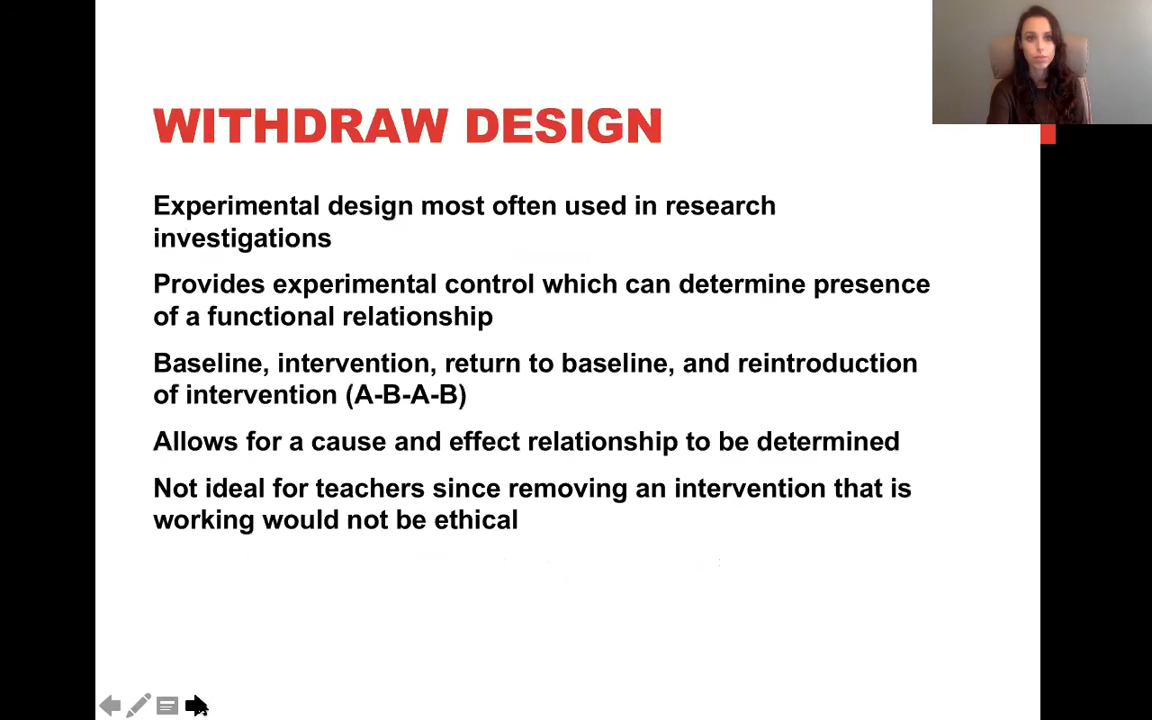 WITHDRAW DESIGN
Experimental design most often used in research
investigations
Provides experimental control which can determine presence
of a functional relationship
Baseline, intervention, return to baseline, and reintroduction
of intervention (A-B-A-B)
Allows for a cause and effect relationship to be determined
Not ideal for teachers since removing an intervention that is
working would not be ethical